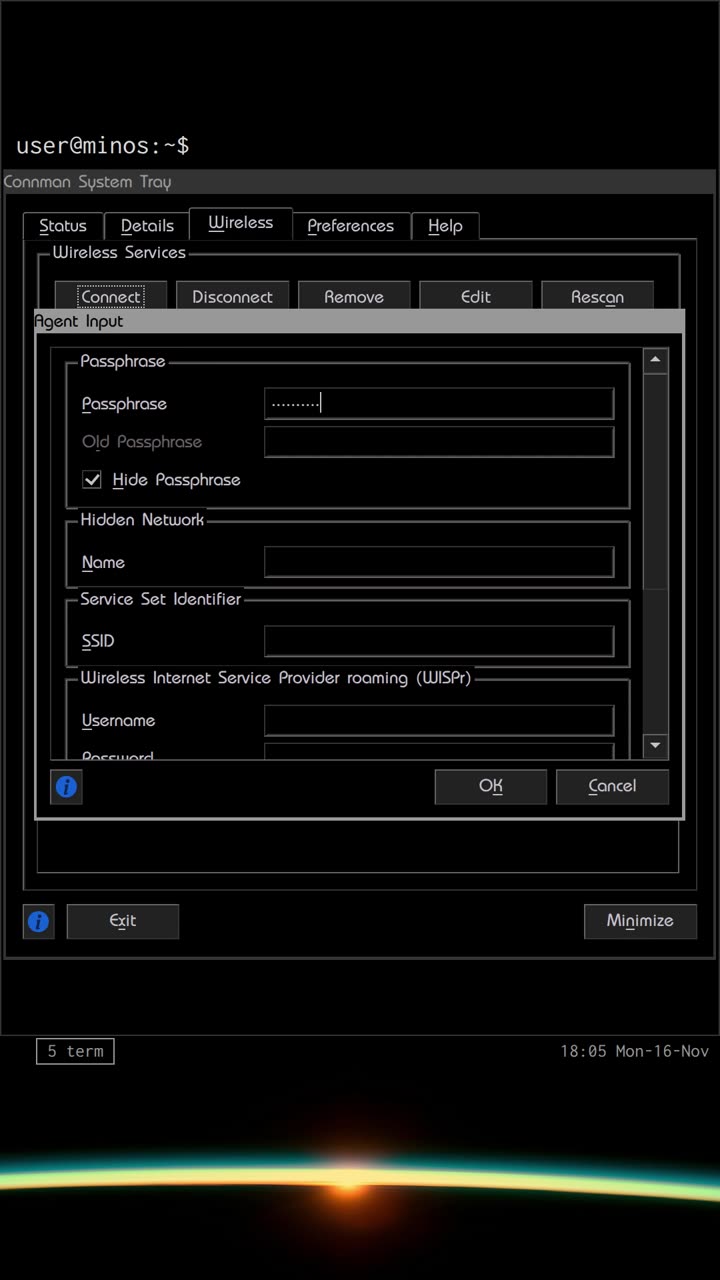 user@minos:~$
Connman System Tray
Status Details Wireless Preferences Help
Wireless Services
Connect Disconnect Remove Edit Rescan
Agent Input
Passphrase
Passphrase ..........
Old Passphrase
Hide Passphrase
Hidden Network
Name
Service Set Identifier
SSID
Wireless Internet Service Provider roaming (WISPr)
Username
Password
OK Cancel
Exit Minimize
5 term 18:05 Mon-16-Nov